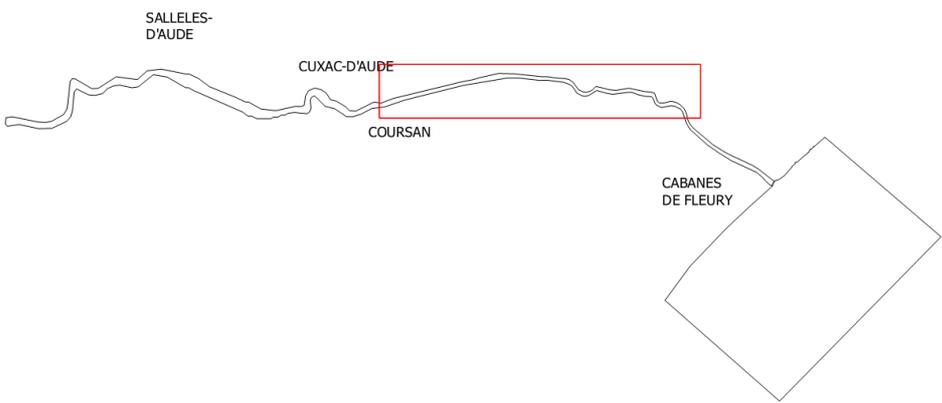 SALLELES-
D'AUDE
CUXAC-D'AUDE
COURSAN
CABANES
DE FLEURY